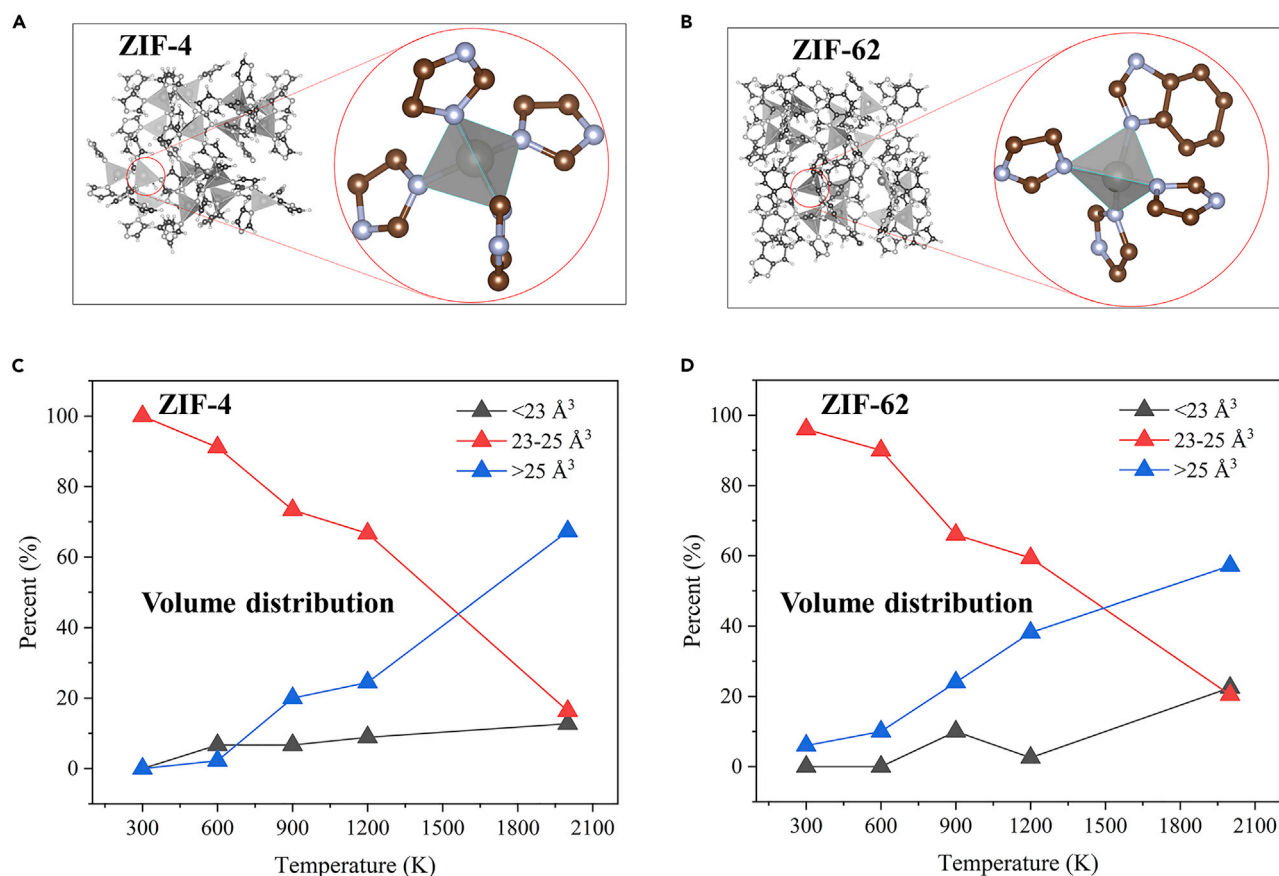 A
ZIF-4
B
ZIF-62
C
ZIF-4
<23 Å³
23-25 Å³
>25 Å³
Volume distribution
Percent (%)
100
80
60
40
20
0
300 600 900 1200 1500 1800 2100
Temperature (K)
D
ZIF-62
<23 Å³
23-25 Å³
>25 Å³
Volume distribution
Percent (%)
100
80
60
40
20
0
300 600 900 1200 1500 1800 2100
Temperature (K)